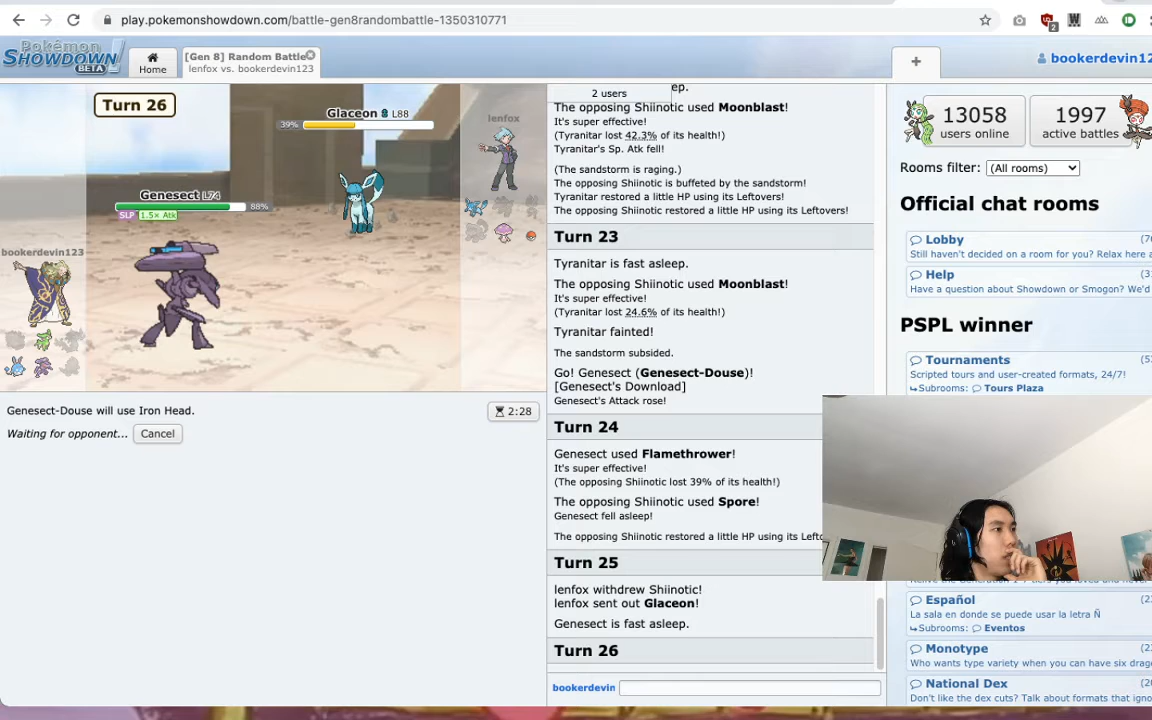 play.pokemonshowdown.com/battle-gen8randombattle-1350310771
2
Pokémon
SHOWDOWN
BETA
Home
[Gen 8] Random Battle
lenfox vs. bookerdevin123
+
bookerdevin12
Turn 26
Glaceon L88
39%
lenfox
Genesect L74
88%
SLP 1.5× Atk
bookerdevin123
Genesect-Douse will use Iron Head.
2:28
Waiting for opponent... Cancel
2 users
ep.
The opposing Shiinotic used Moonblast!
It's super effective!
(Tyranitar lost 42.3% of its health!)
Tyranitar's Sp. Atk fell!
(The sandstorm is raging.)
The opposing Shiinotic is buffeted by the sandstorm!
Tyranitar restored a little HP using its Leftovers!
The opposing Shiinotic restored a little HP using its Leftovers!
Turn 23
Tyranitar is fast asleep.
The opposing Shiinotic used Moonblast!
It's super effective!
(Tyranitar lost 24.6% of its health!)
Tyranitar fainted!
The sandstorm subsided.
Go! Genesect (Genesect-Douse)!
[Genesect's Download]
Genesect's Attack rose!
Turn 24
Genesect used Flamethrower!
It's super effective!
(The opposing Shiinotic lost 39% of its health!)
The opposing Shiinotic used Spore!
Genesect fell asleep!
The opposing Shiinotic restored a little HP using its Lefto
Turn 25
lenfox withdrew Shiinotic!
lenfox sent out Glaceon!
Genesect is fast asleep.
Turn 26
bookerdevin
13058
users online
1997
active battles
Rooms filter: (All rooms)
Official chat rooms
Lobby
Still haven't decided on a room for you? Relax here a
Help
Have a question about Showdown or Smogon? We'd
PSPL winner
Tournaments
Scripted tours and user-created formats, 24/7!
Subrooms: Tours Plaza
Español
La sala en donde se puede usar la letra Ñ
Subrooms: Eventos
Monotype
Who wants type variety when you can have six drag
National Dex
Don't like the dex cuts? Talk about formats that igno